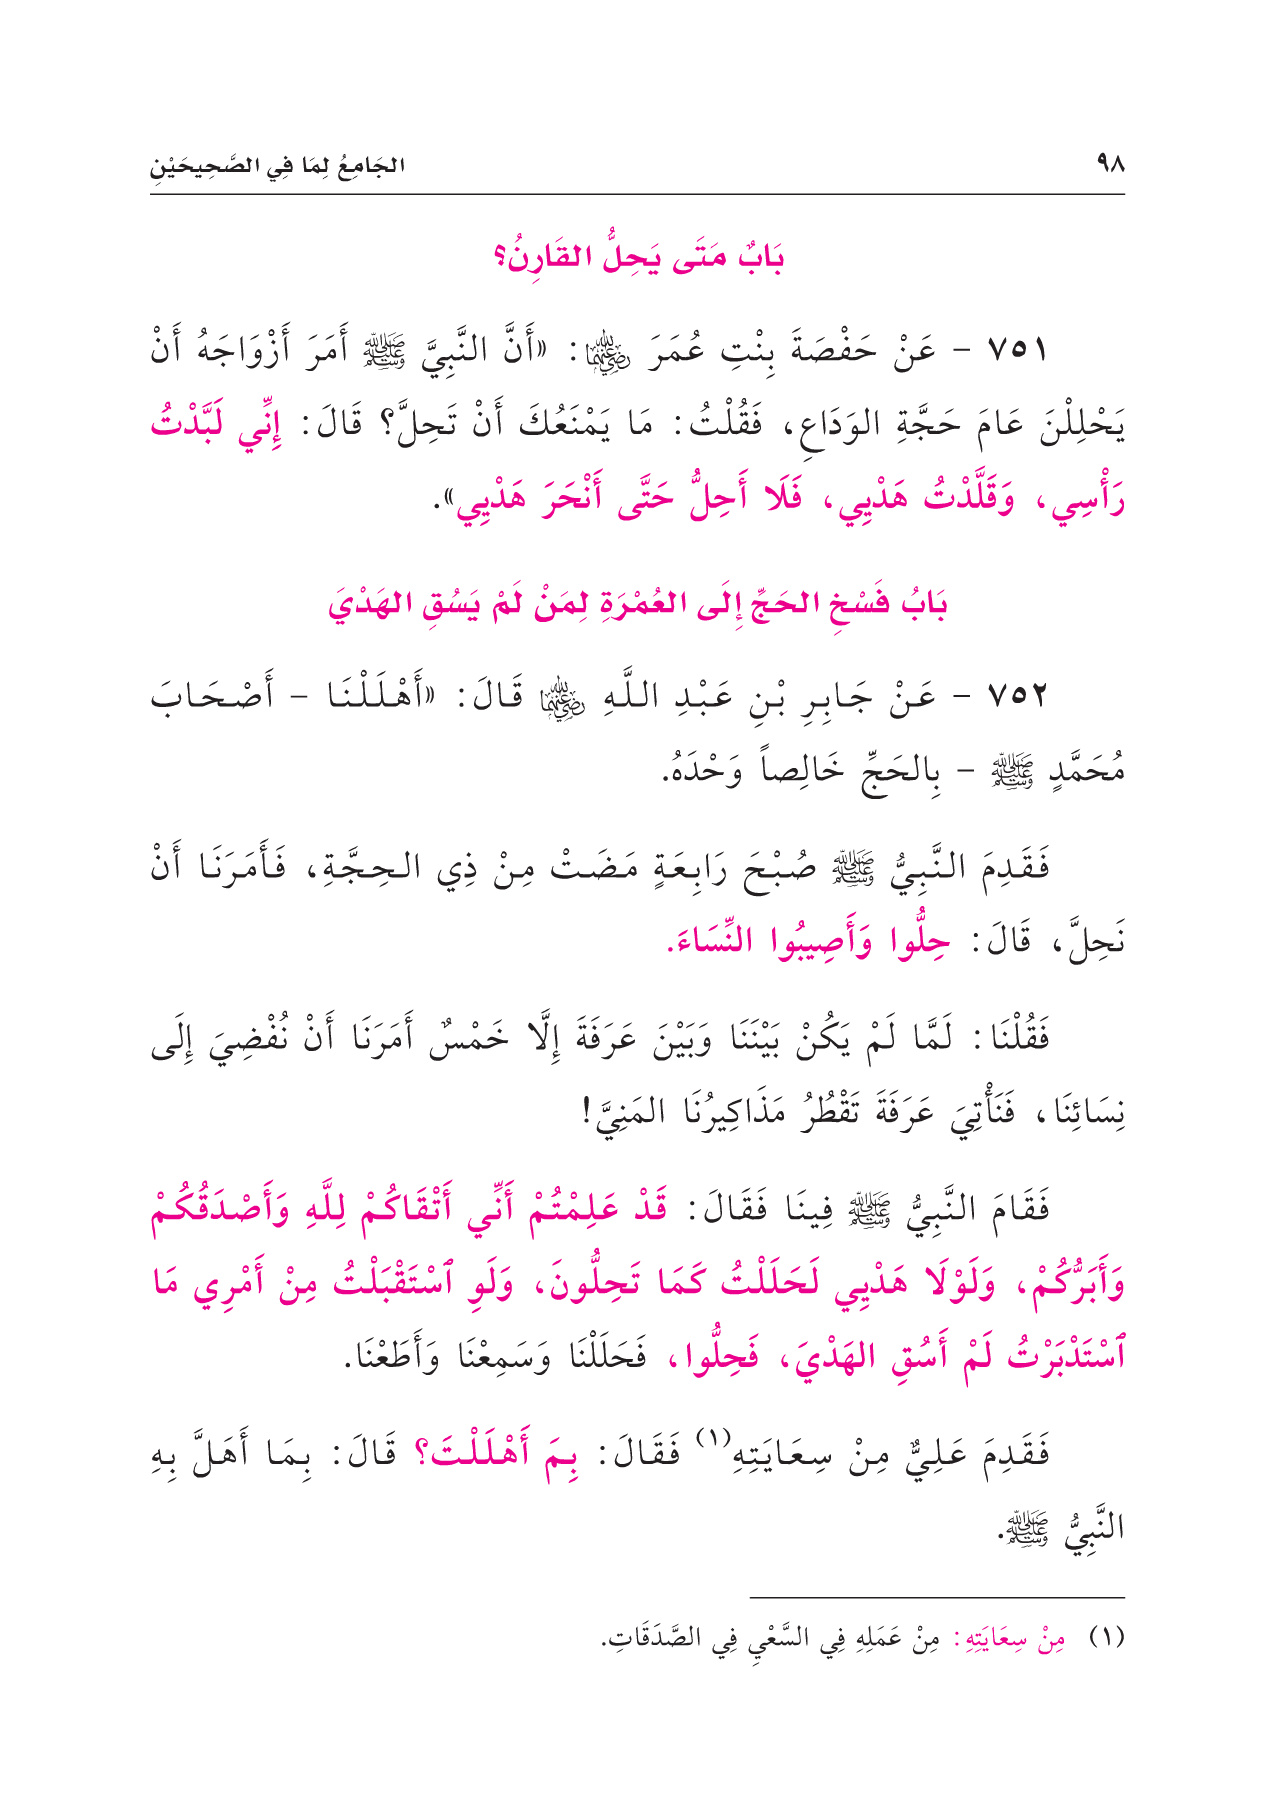 ٩٨ الجَامِعُ لِمَا فِي الصَّحِيحَيْنِ
بَابٌ مَتَى يَحِلُّ القَارِنُ؟
٧٥١ - عَنْ حَفْصَةَ بِنْتِ عُمَرَ رضي الله عنهما: «أَنَّ النَّبِيَّ ﷺ أَمَرَ أَزْوَاجَهُ أَنْ
يَحْلِلْنَ عَامَ حَجَّةِ الوَدَاعِ، فَقُلْتُ: مَا يَمْنَعُكَ أَنْ تَحِلَّ؟ قَالَ: إِنِّي لَبَّدْتُ
رَأْسِي، وَقَلَّدْتُ هَدْيِي، فَلَا أَحِلُّ حَتَّى أَنْحَرَ هَدْيِي».
بَابُ فَسْخِ الحَجِّ إِلَى العُمْرَةِ لِمَنْ لَمْ يَسُقِ الهَدْيَ
٧٥٢ - عَنْ جَابِرِ بْنِ عَبْدِ اللَّهِ رضي الله عنهما قَالَ: «أَهْلَلْنَا - أَصْحَابَ
مُحَمَّدٍ ﷺ - بِالحَجِّ خَالِصاً وَحْدَهُ.
فَقَدِمَ النَّبِيُّ ﷺ صُبْحَ رَابِعَةٍ مَضَتْ مِنْ ذِي الحِجَّةِ، فَأَمَرَنَا أَنْ
نَحِلَّ، قَالَ: حِلُّوا وَأَصِيبُوا النِّسَاءَ.
فَقُلْنَا: لَمَّا لَمْ يَكُنْ بَيْنَنَا وَبَيْنَ عَرَفَةَ إِلَّا خَمْسٌ أَمَرَنَا أَنْ نُفْضِيَ إِلَى
نِسَائِنَا، فَنَأْتِيَ عَرَفَةَ تَقْطُرُ مَذَاكِيرُنَا المَنِيَّ!
فَقَامَ النَّبِيُّ ﷺ فِينَا فَقَالَ: قَدْ عَلِمْتُمْ أَنِّي أَتْقَاكُمْ لِلَّهِ وَأَصْدَقُكُمْ
وَأَبَرُّكُمْ، وَلَوْلَا هَدْيِي لَحَلَلْتُ كَمَا تَحِلُّونَ، وَلَوِ ٱسْتَقْبَلْتُ مِنْ أَمْرِي مَا
ٱسْتَدْبَرْتُ لَمْ أَسُقِ الهَدْيَ، فَحِلُّوا، فَحَلَلْنَا وَسَمِعْنَا وَأَطَعْنَا.
فَقَدِمَ عَلِيٌّ مِنْ سِعَايَتِهِ(١) فَقَالَ: بِمَ أَهْلَلْتَ؟ قَالَ: بِمَا أَهَلَّ بِهِ
النَّبِيُّ ﷺ.
(١) مِنْ سِعَايَتِهِ: مِنْ عَمَلِهِ فِي السَّعْيِ فِي الصَّدَقَاتِ.